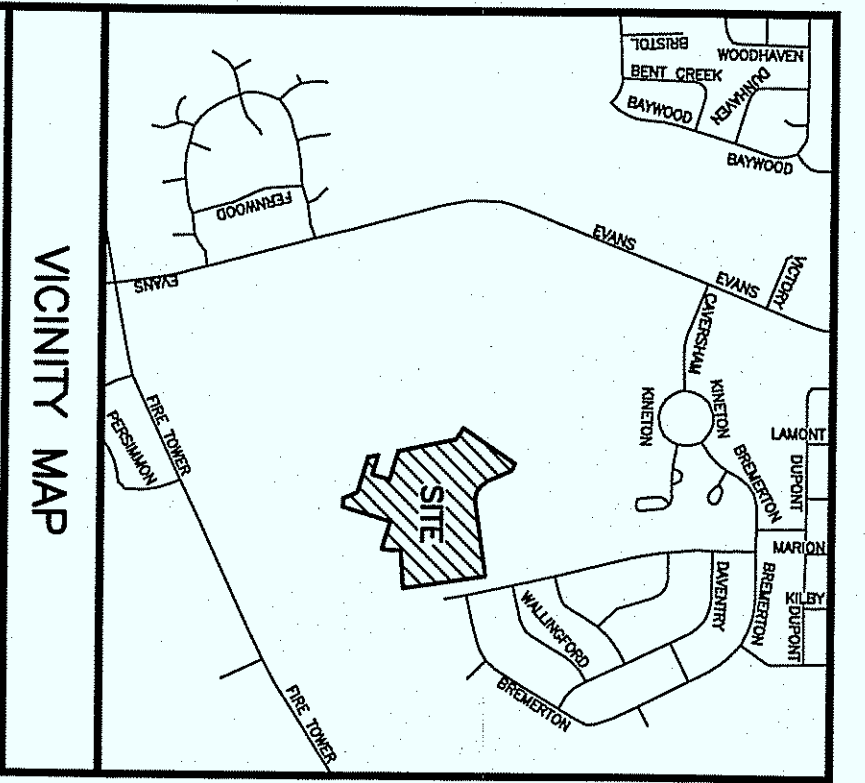 BRISTOL
WOODHAVEN
BENT CREEK
DUNHAVEN
BAYWOOD
BAYWOOD
FERNWOOD
EVANS
EVANS
VICTORY
EVANS
CAVERSHAM
KINETON
KINETON
LAMONT
DUPONT
BREMERTON
MARION
KILBY
DUPONT
BREMERTON
DAVENTRY
WALLINGFORD
BREMERTON
SITE
PERSIMMON
FIRE TOWER
FIRE TOWER
VICINITY MAP